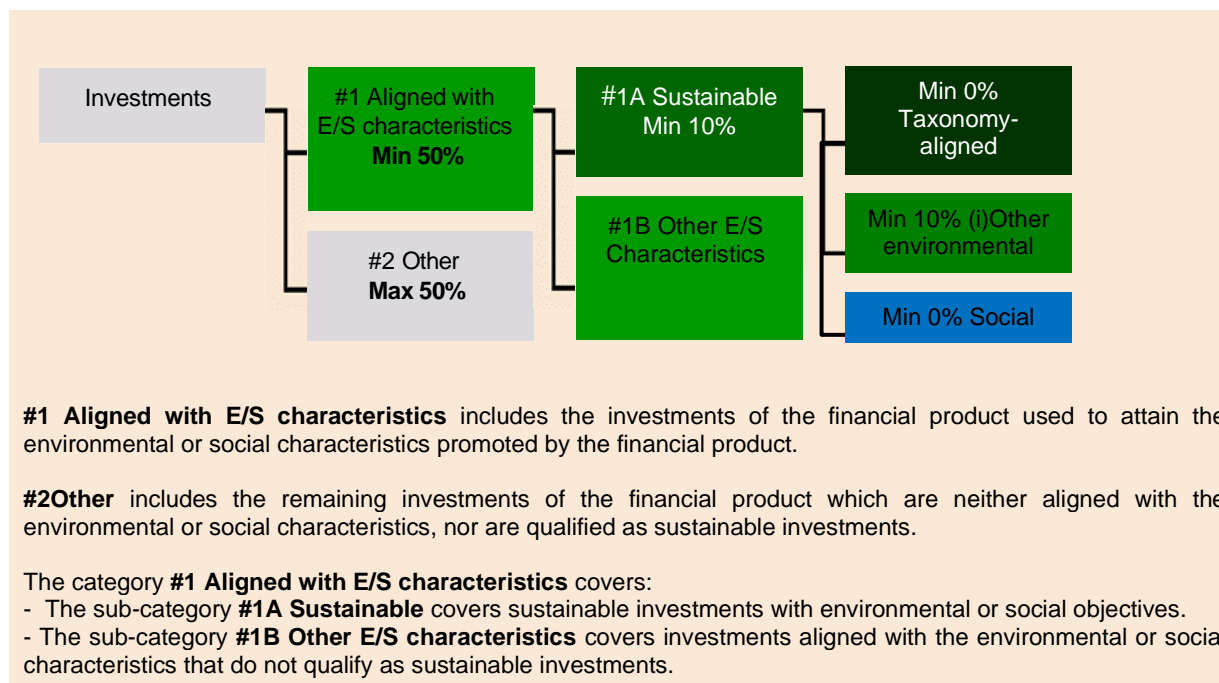 Investments
#1 Aligned with
E/S characteristics
Min 50%
#2 Other
Max 50%
#1A Sustainable
Min 10%
#1B Other E/S
Characteristics
Min 0%
Taxonomy-
aligned
Min 10% (i)Other
environmental
Min 0% Social
#1 Aligned with E/S characteristics includes the investments of the financial product used to attain the
environmental or social characteristics promoted by the financial product.
#2Other includes the remaining investments of the financial product which are neither aligned with the
environmental or social characteristics, nor are qualified as sustainable investments.
The category #1 Aligned with E/S characteristics covers:
- The sub-category #1A Sustainable covers sustainable investments with environmental or social objectives.
- The sub-category #1B Other E/S characteristics covers investments aligned with the environmental or social
characteristics that do not qualify as sustainable investments.